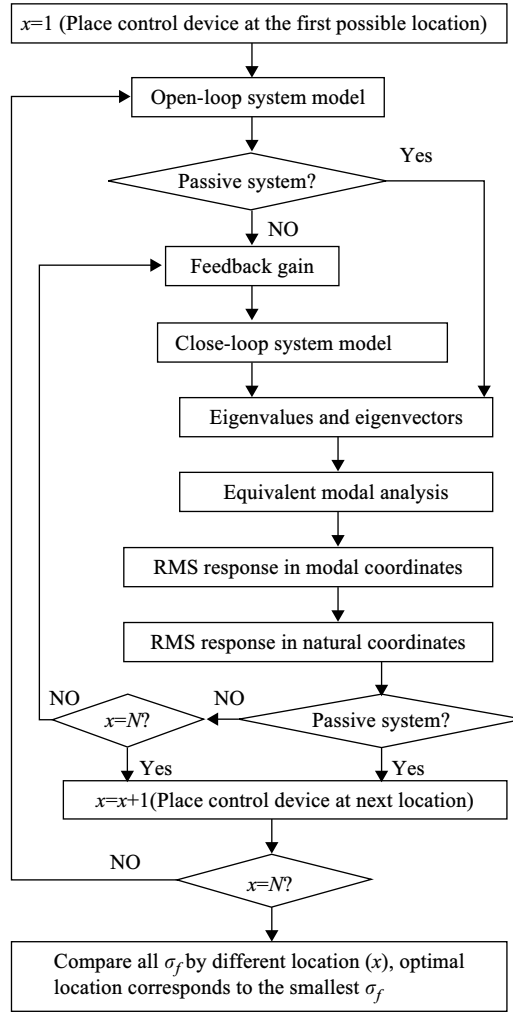 x=1 (Place control device at the first possible location)
Open-loop system model
Passive system?
Yes
NO
Feedback gain
Close-loop system model
Eigenvalues and eigenvectors
Equivalent modal analysis
RMS response in modal coordinates
RMS response in natural coordinates
NO
x=N?
NO
Passive system?
Yes
Yes
x=x+1(Place control device at next location)
NO
x=N?
Compare all σf by different location (x), optimal
location corresponds to the smallest σf